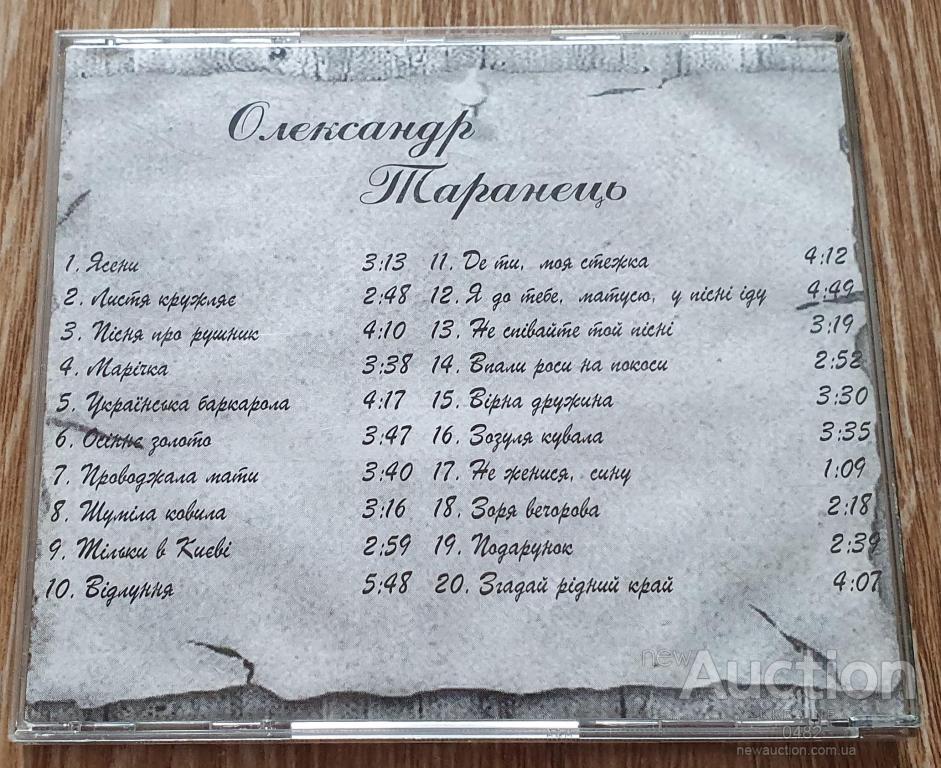 Олександр
Таранець
1. Ясени 3:13
2. Листя кружляє 2:48
3. Пісня про рушник 4:10
4. Марічка 3:38
5. Українська баркарола 4:17
6. Осіннє золото 3:47
7. Проводжала мати 3:40
8. Шуміла ковила 3:16
9. Тільки в Києві 2:59
10. Відлуння 5:48
11. Де ти, моя стежка 4:12
12. Я до тебе, матусю, у пісні іду 4:49
13. Не співайте той пісні 3:19
14. Впали роси на покоси 2:52
15. Вірна дружина 3:30
16. Зозуля кувала 3:35
17. Не женися, сину 1:09
18. Зоря вечорова 2:18
19. Подарунок 2:39
20. Згадай рідний край 4:07
newAuction
0482
newauction.com.ua